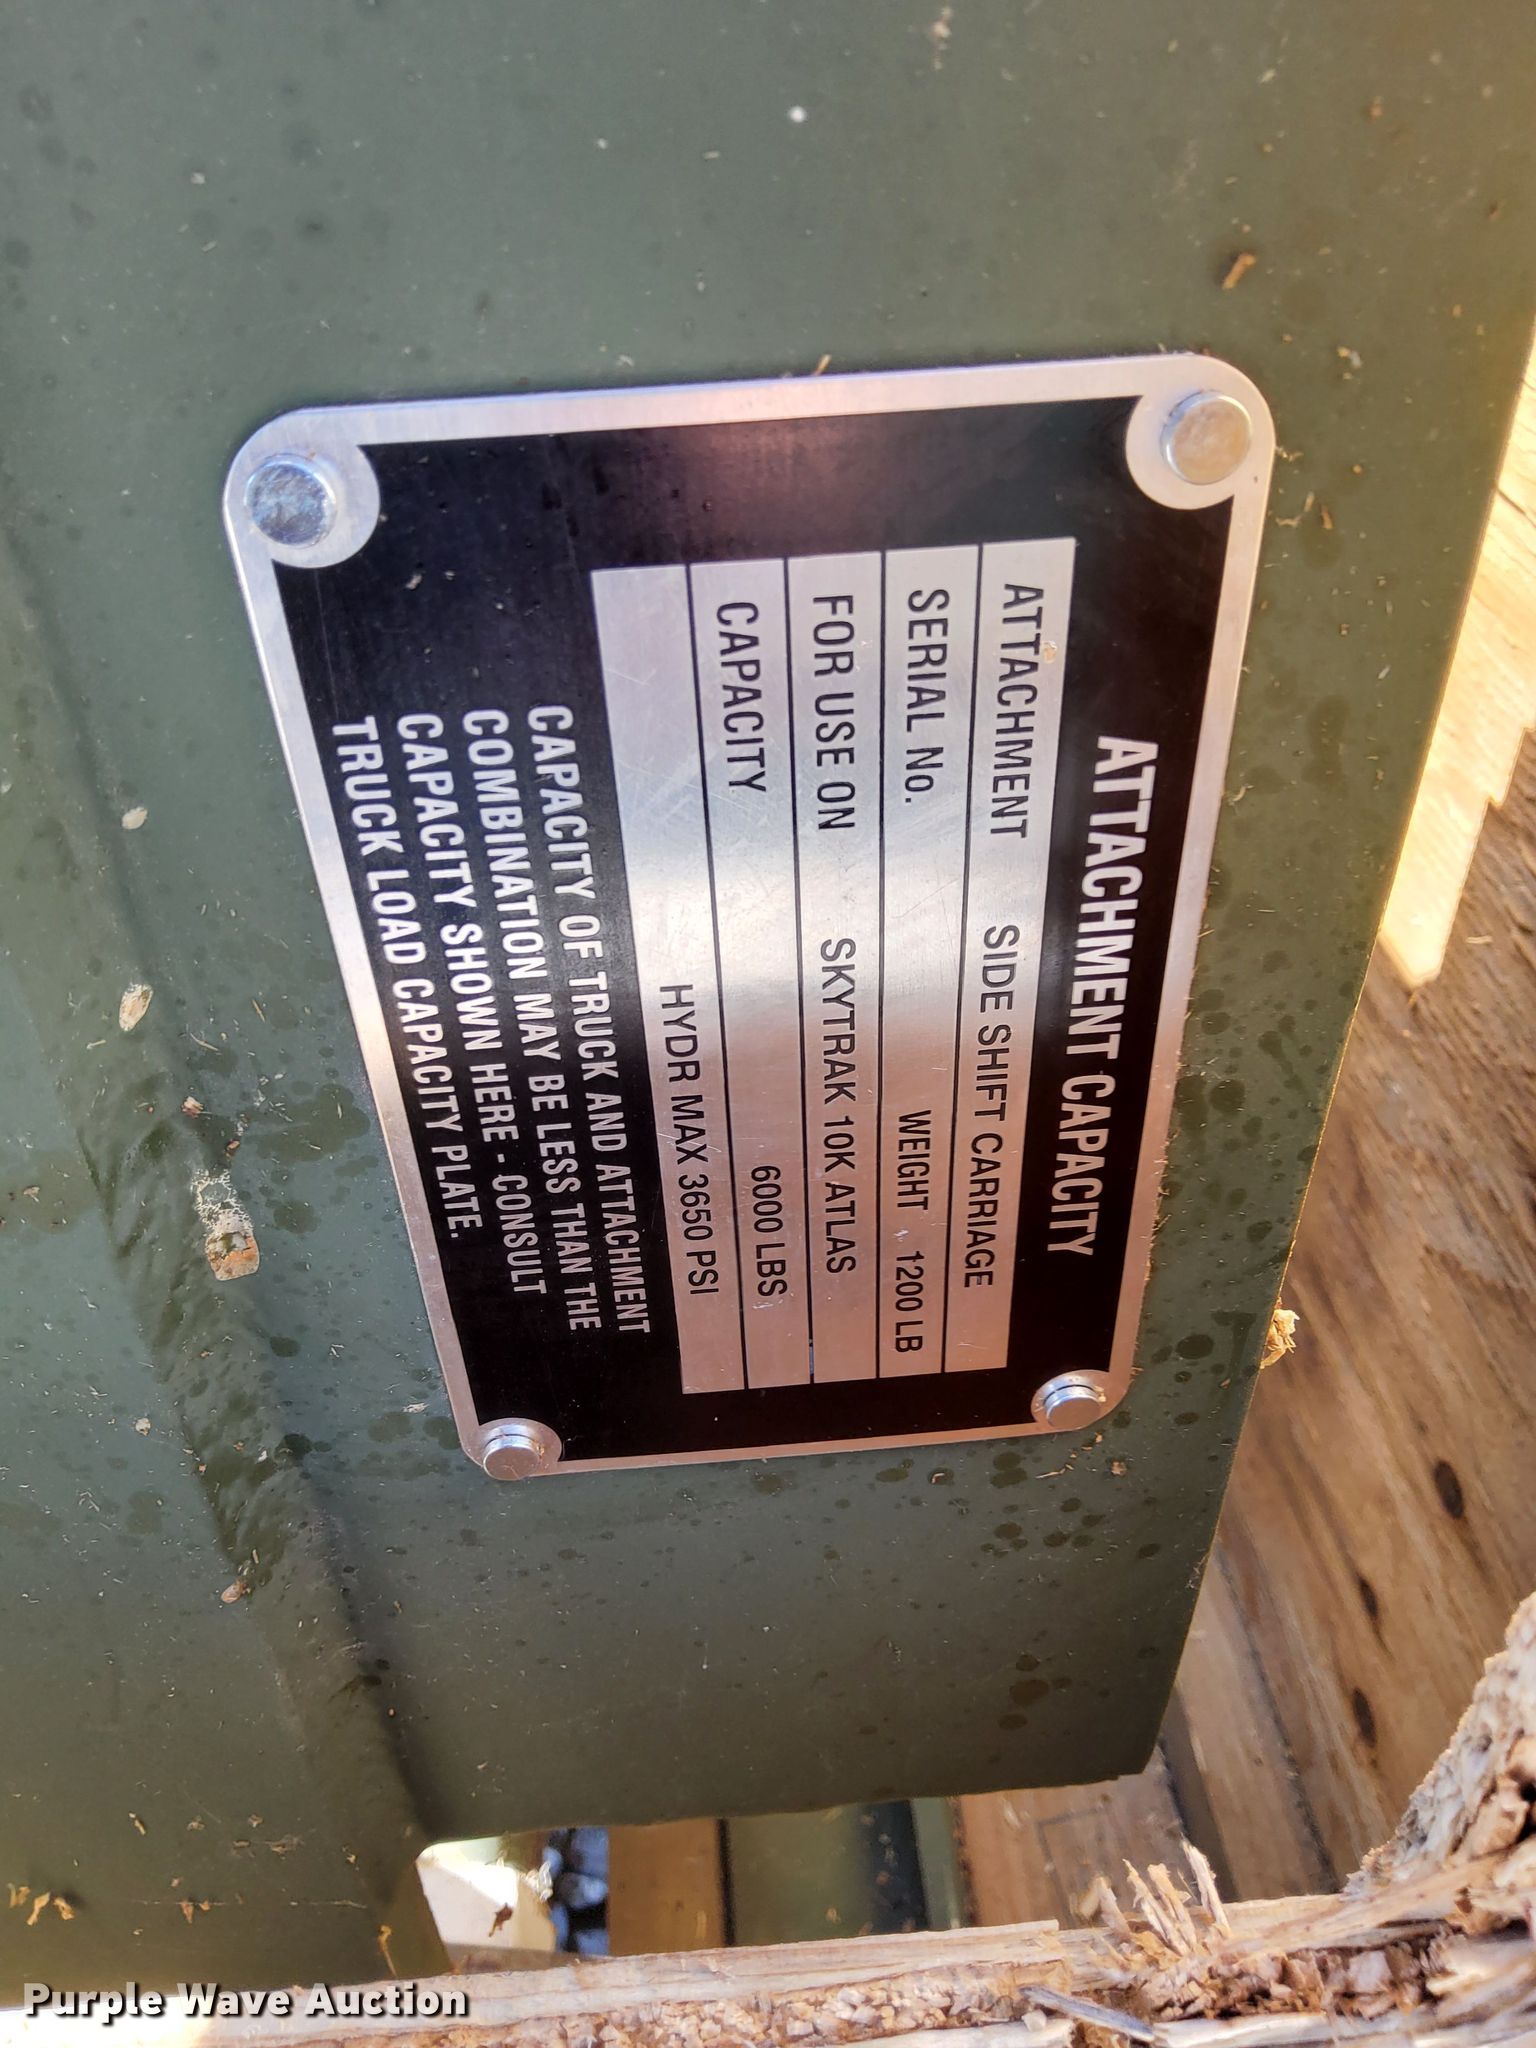 ATTACHMENT CAPACITY
ATTACHMENT SIDE SHIFT CARRIAGE
SERIAL No. WEIGHT 1200 LB
FOR USE ON SKYTRAK 10K ATLAS
CAPACITY 6000 LBS
HYDR MAX 3650 PSI
CAPACITY OF TRUCK AND ATTACHMENT
COMBINATION MAY BE LESS THAN THE
CAPACITY SHOWN HERE - CONSULT
TRUCK LOAD CAPACITY PLATE.
Purple Wave Auction